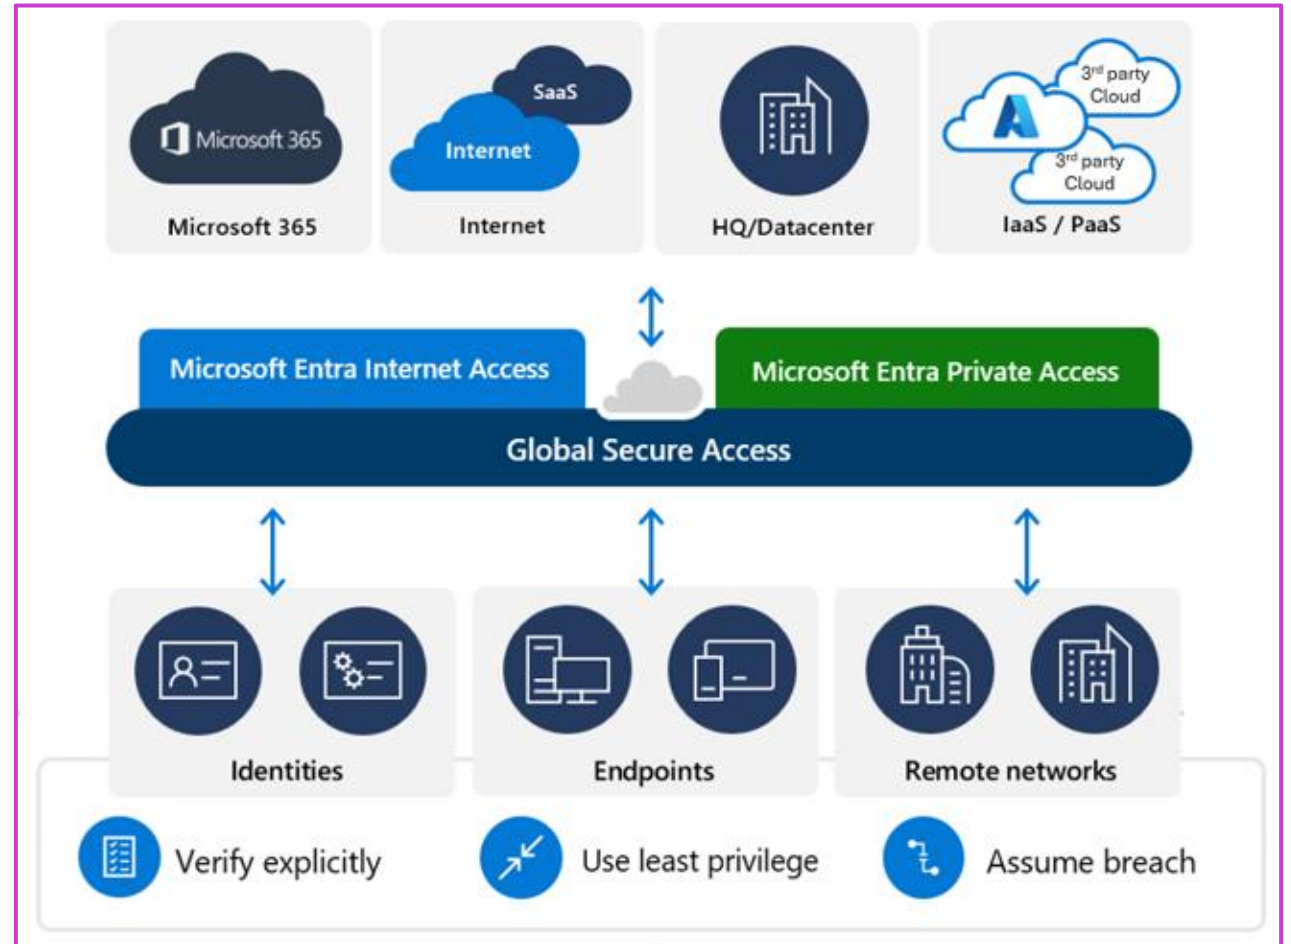 Microsoft 365
SaaS
Internet
3rd party
Cloud
3rd party
Cloud
Microsoft 365
Internet
HQ/Datacenter
IaaS / PaaS
Microsoft Entra Internet Access
Microsoft Entra Private Access
Global Secure Access
Identities
Endpoints
Remote networks
Verify explicitly
Use least privilege
Assume breach